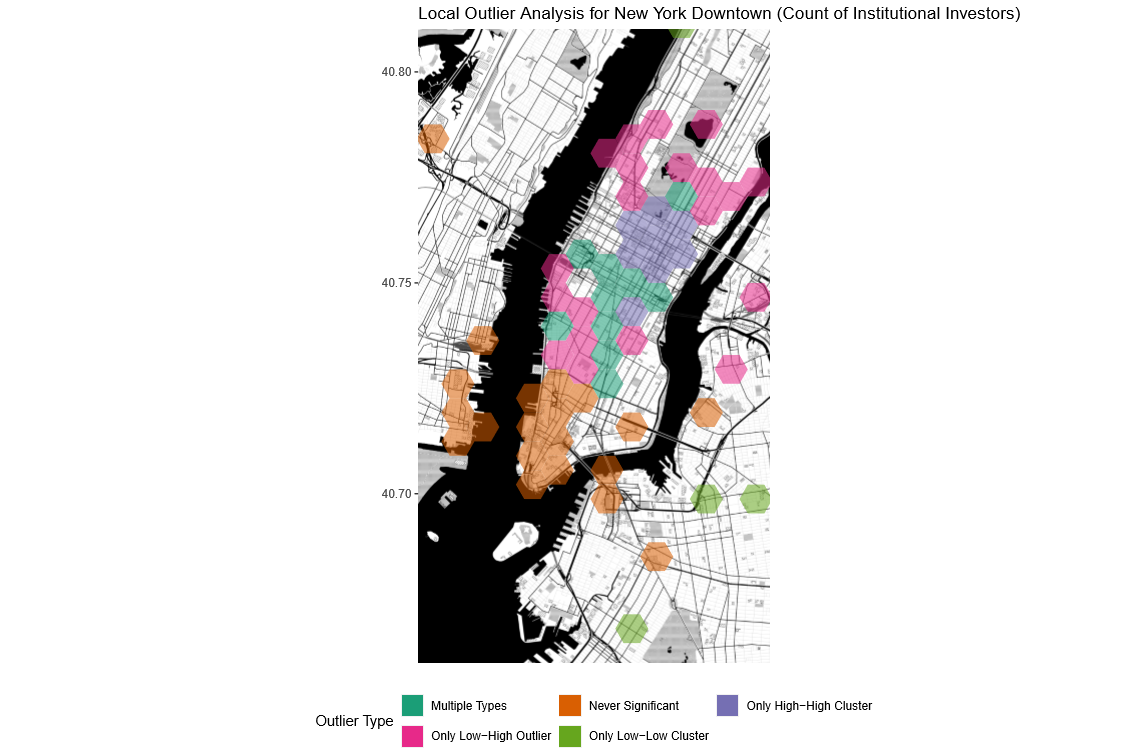 Local Outlier Analysis for New York Downtown (Count of Institutional Investors)
40.80
40.75
40.70
Outlier Type
Multiple Types
Never Significant
Only High−High Cluster
Only Low−High Outlier
Only Low−Low Cluster